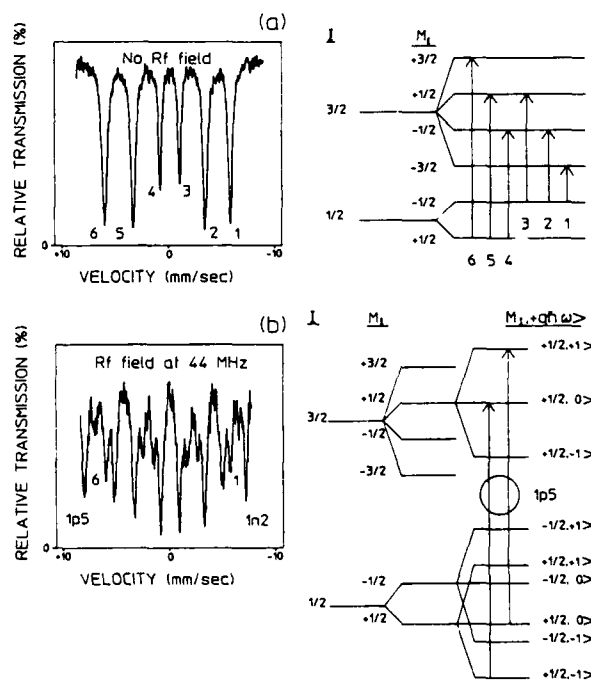 (a)
No Rf field
RELATIVE TRANSMISSION (%)
0
6 5 4 3 2 1
+10 0 -10
VELOCITY (mm/sec)
I M_I
+3/2
+1/2
3/2
-1/2
-3/2
-1/2
1/2
+1/2
3 2 1
6 5 4
(b)
Rf field at 44 MHz
RELATIVE TRANSMISSION (%)
6 1
1p5 1n2
0
+10 0 -10
VELOCITY (mm/sec)
I M_I M_I,+qħω>
+1/2,+1>
+3/2
+1/2 +1/2, 0>
3/2
-1/2
+1/2,-1>
-3/2
1p5
-1/2,+1>
+1/2,+1>
-1/2 -1/2, 0>
1/2
+1/2 +1/2, 0>
-1/2,-1>
+1/2,-1>